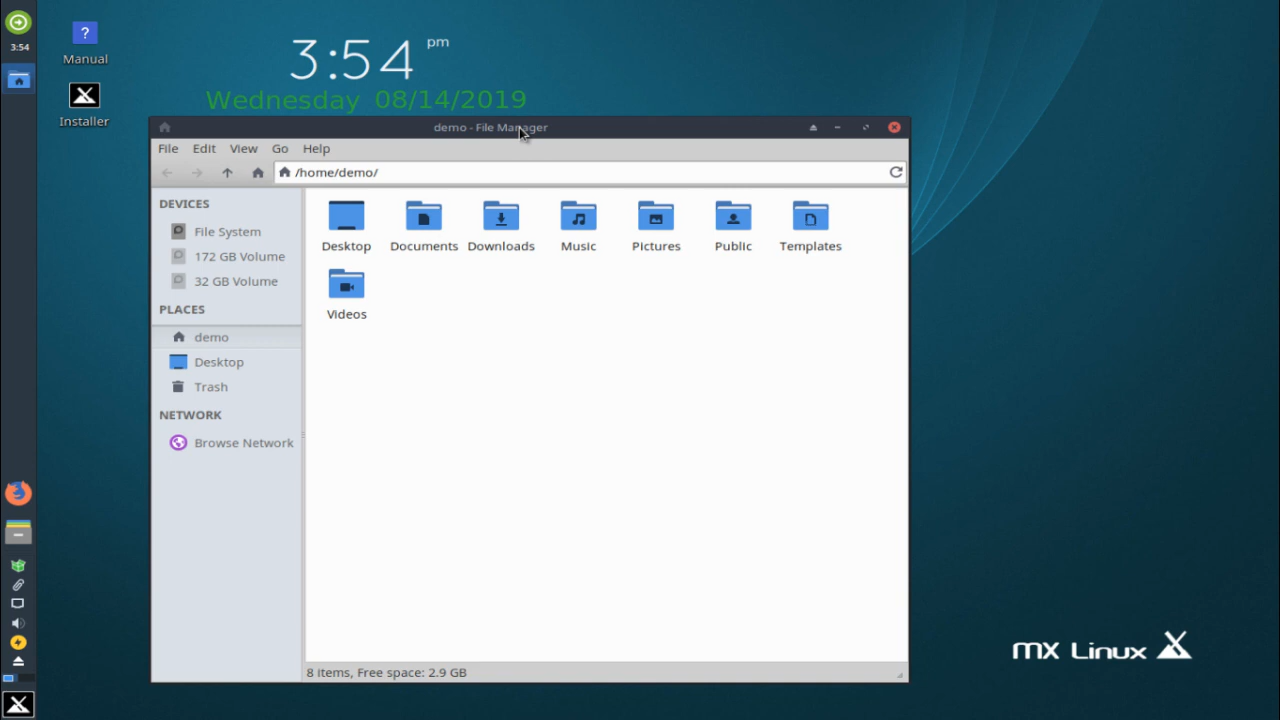 3:54
?
Manual
Installer
3:54 pm
Wednesday 08/14/2019
demo - File Manager
File Edit View Go Help
/home/demo/
DEVICES
File System
172 GB Volume
32 GB Volume
PLACES
demo
Desktop
Trash
NETWORK
Browse Network
Desktop Documents Downloads Music Pictures Public Templates
Videos
8 items, Free space: 2.9 GB
mx Linux